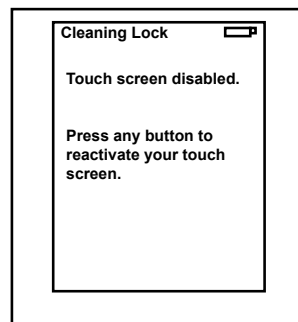 Cleaning Lock
Touch screen disabled.
Press any button to
reactivate your touch
screen.